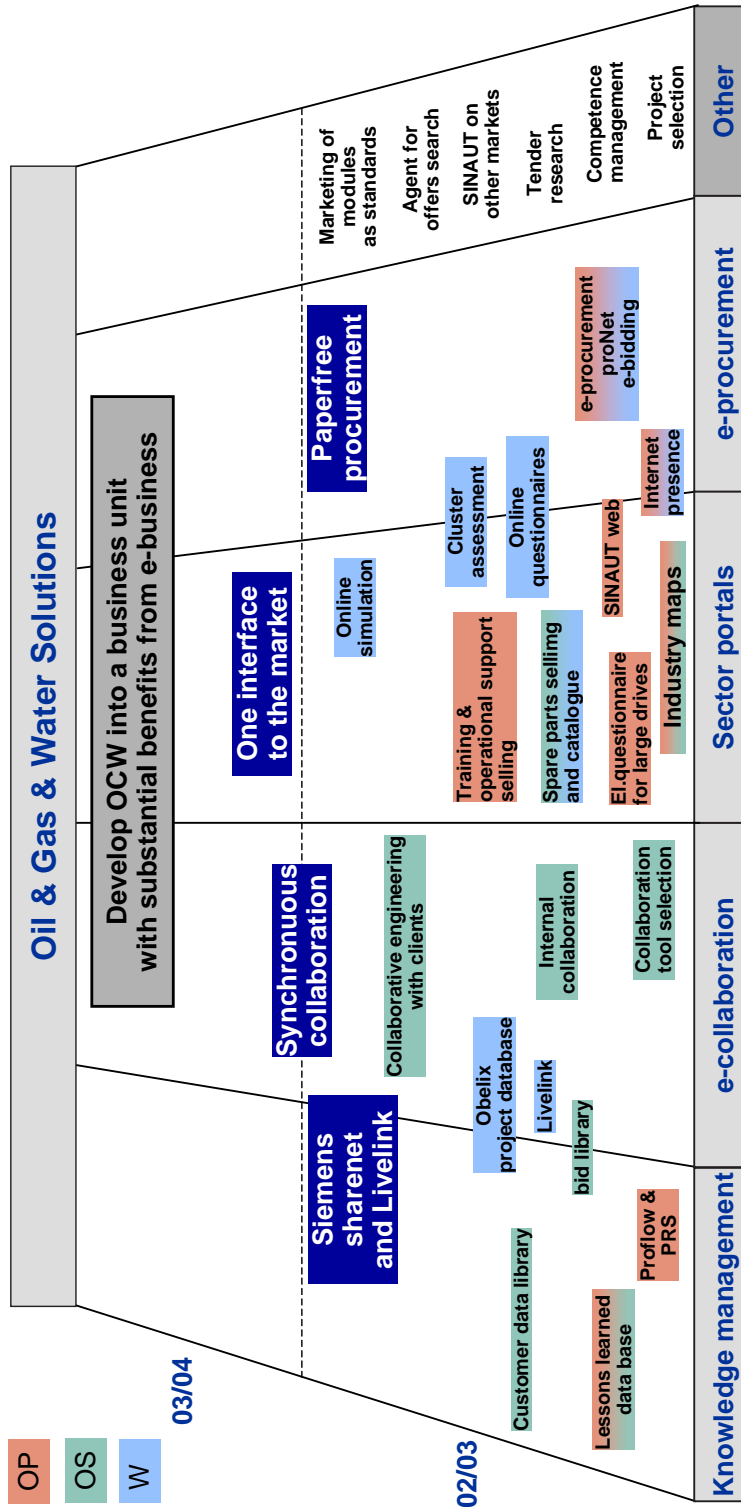 OP
OS
W
Oil & Gas & Water Solutions
Develop OCW into a business unit
with substantial benefits from e-business
03/04
02/03
Siemens
sharenet
and Livelink
Synchronuous
collaboration
One interface
to the market
Paperfree
procurement
Customer data library
Lessons learned
data base
Proflow &
PRS
bid library
Livelink
Obelix
project database
Collaborative engineering
with clients
Internal
collaboration
Collaboration
tool selection
Online
simulation
Training &
operational support
selling
Spare parts sellimg
and catalogue
El.questionnaire
for large drives
Industry maps
SINAUT web
Cluster
assessment
Online
questionnaires
Internet
presence
e-procurement
proNet
e-bidding
Marketing of
modules
as standards
Agent for
offers search
SINAUT on
other markets
Tender
research
Competence
management
Project
selection
Knowledge management
e-collaboration
Sector portals
e-procurement
Other